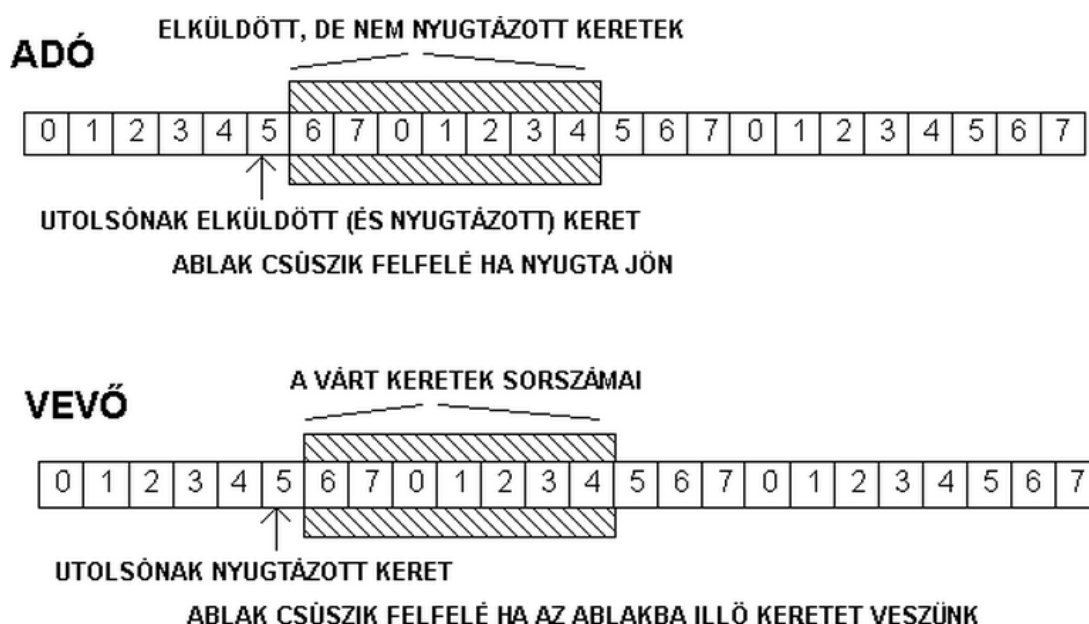 ELKÜLDÖTT, DE NEM NYUGTÁZOTT KERETEK
ADÓ
0 1 2 3 4 5 6 7 0 1 2 3 4 5 6 7 0 1 2 3 4 5 6 7
UTOLSÓNAK ELKÜLDÖTT (ÉS NYUGTÁZOTT) KERET
ABLAK CSÚSZIK FELFELÉ HA NYUGTA JÖN
A VÁRT KERETEK SORSZÁMAI
VEVŐ
0 1 2 3 4 5 6 7 0 1 2 3 4 5 6 7 0 1 2 3 4 5 6 7
UTOLSÓNAK NYUGTÁZOTT KERET
ABLAK CSÚSZIK FELFELÉ HA AZ ABLAKBA ILLÖ KERETET VESZÜNK